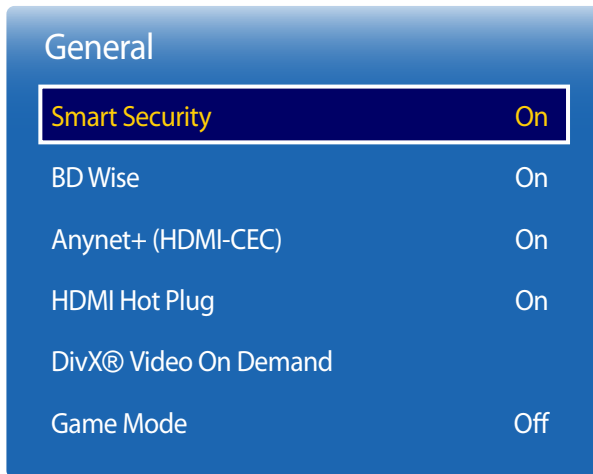 General
Smart Security On
BD Wise On
Anynet+ (HDMI-CEC) On
HDMI Hot Plug On
DivX® Video On Demand
Game Mode Off